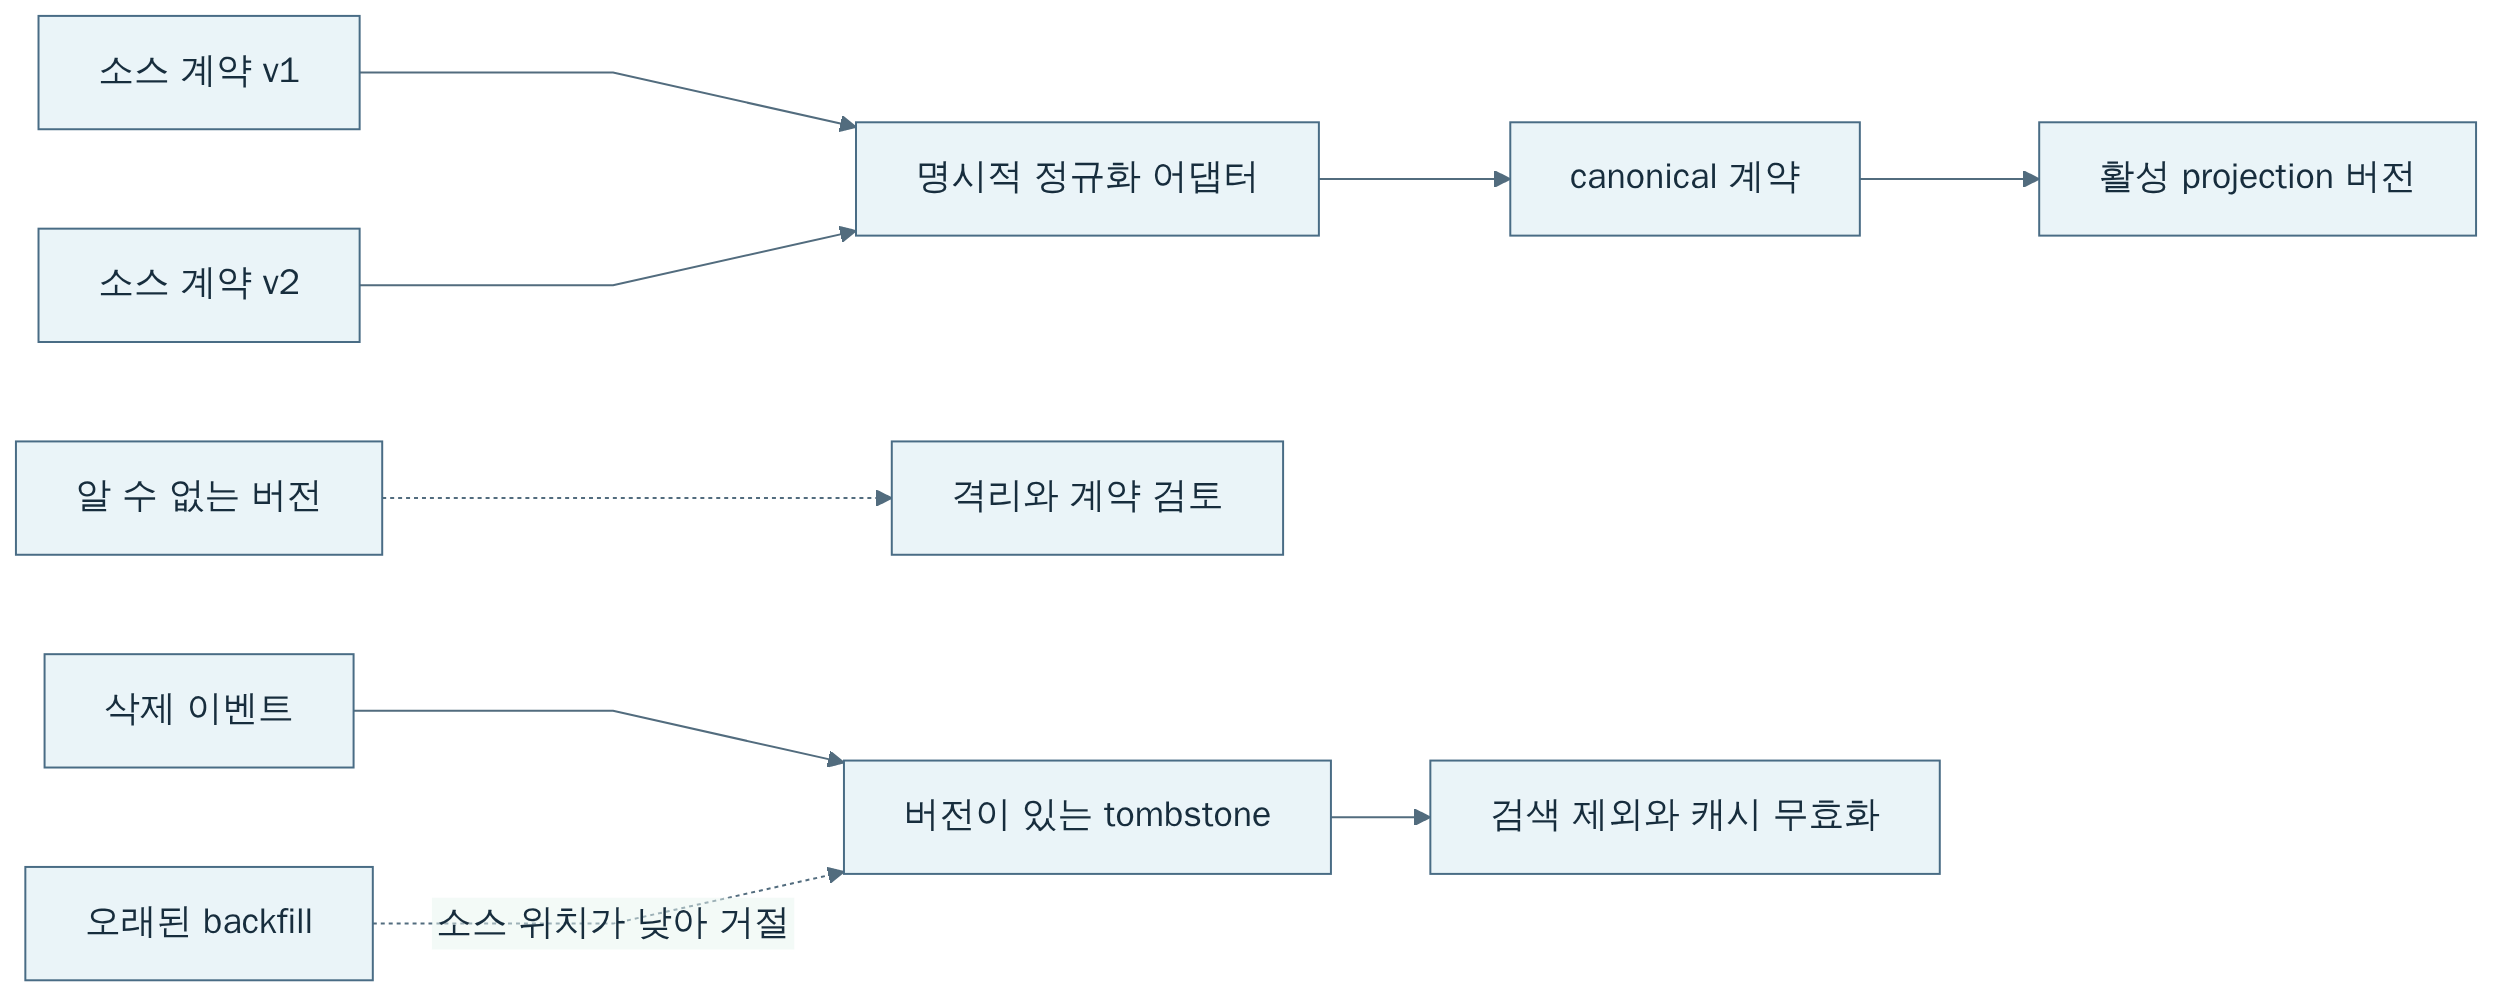 소스 계약 v1
명시적 정규화 어댑터
canonical 계약
활성 projection 버전
소스 계약 v2
알 수 없는 버전
격리와 계약 검토
삭제 이벤트
버전이 있는 tombstone
검색 제외와 캐시 무효화
오래된 backfill
소스 위치가 낮아 거절